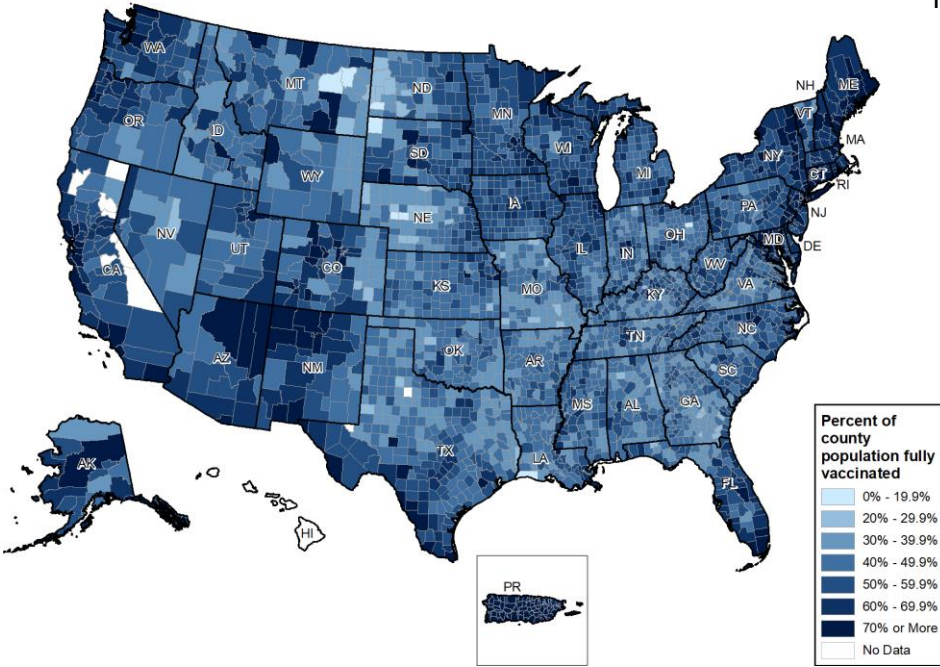 WA
MT
ND
MN
NH
ME
VT
OR
ID
SD
WI
MI
NY
MA
CT
RI
WY
IA
PA
NJ
NE
NV
UT
CO
IL
IN
OH
MD
DE
WV
CA
KS
MO
KY
VA
AZ
NM
OK
AR
TN
NC
SC
MS
AL
GA
TX
LA
FL
AK
HI
PR
Percent of
county
population fully
vaccinated
0% - 19.9%
20% - 29.9%
30% - 39.9%
40% - 49.9%
50% - 59.9%
60% - 69.9%
70% or More
No Data